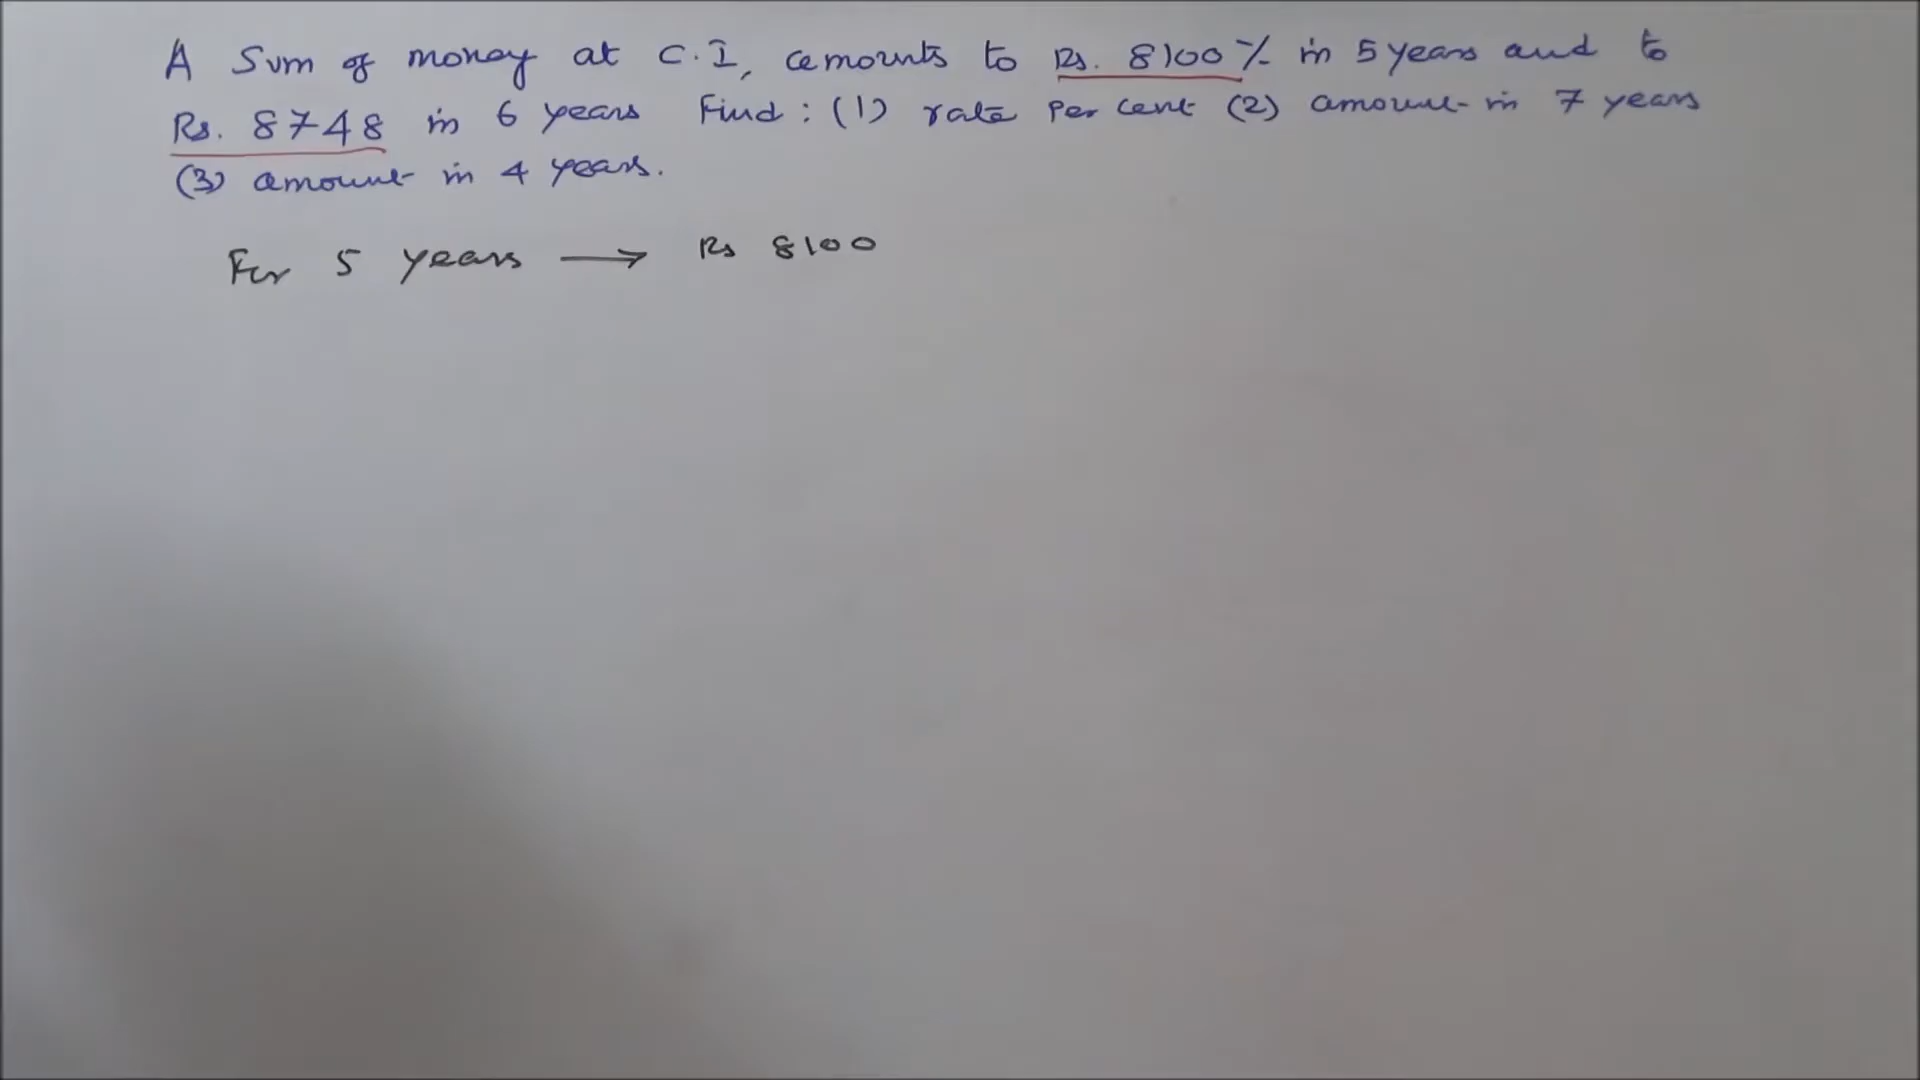 A Sum of money at C.I, amounts to Rs. 8100/- in 5 years and to
Rs. 8748 in 6 years Find : (1) rate per cent (2) amount in 7 years
(3) amount in 4 years.
For 5 years → Rs 8100